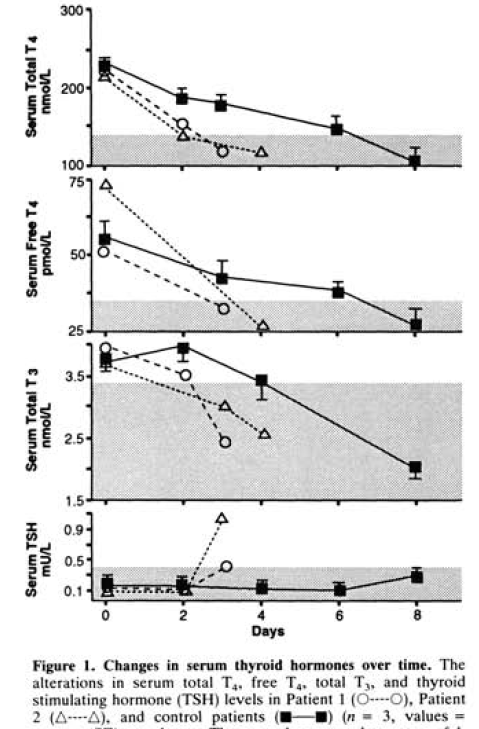 300
200
100
Serum Total T4
nmol/L
75
50
25
Serum Free T4
pmol/L
3.5
2.5
1.5
Serum Total T3
nmol/L
0.9
0.5
0.1
Serum TSH
mU/L
0 2 4 6 8
Days
Figure 1. Changes in serum thyroid hormones over time. The
alterations in serum total T4, free T4, total T3, and thyroid
stimulating hormone (TSH) levels in Patient 1 (○----○), Patient
2 (△----△), and control patients (■—■) (n = 3, values =